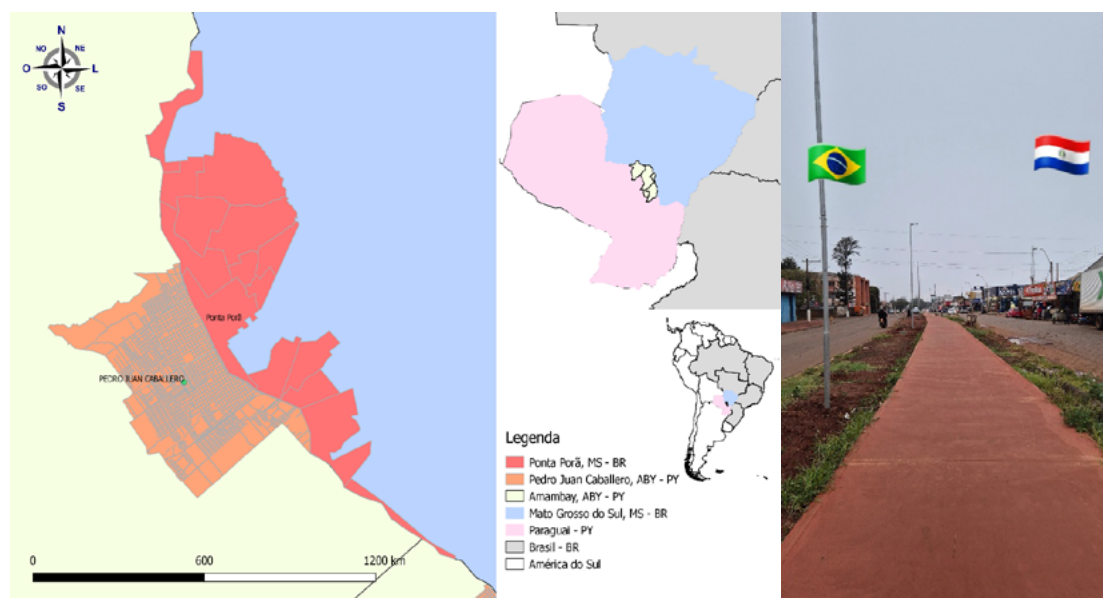 N
NO
NE
O
L
SO
SE
S
Ponta Porã
PEDRO JUAN CABALLERO
0
600
1200 km
Legenda
Ponta Porã, MS - BR
Pedro Juan Caballero, ABY - PY
Amambay, ABY - PY
Mato Grosso do Sul, MS - BR
Paraguai - PY
Brasil - BR
América do Sul